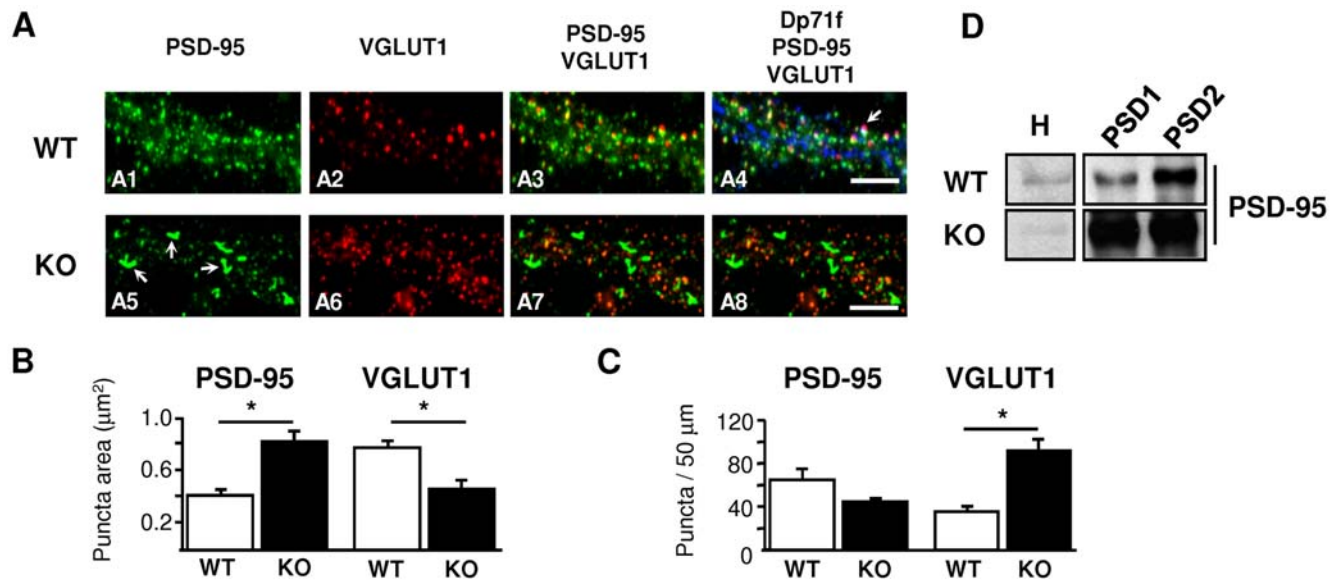 A
PSD-95
VGLUT1
PSD-95
VGLUT1
Dp71f
PSD-95
VGLUT1
WT
A1
A2
A3
A4
KO
A5
A6
A7
A8
D
H
PSD1
PSD2
WT
KO
PSD-95
B
PSD-95
VGLUT1
Puncta area (μm²)
1.0
0.6
0.2
*
*
WT
KO
WT
KO
C
PSD-95
VGLUT1
Puncta / 50 μm
120
80
40
0
*
WT
KO
WT
KO